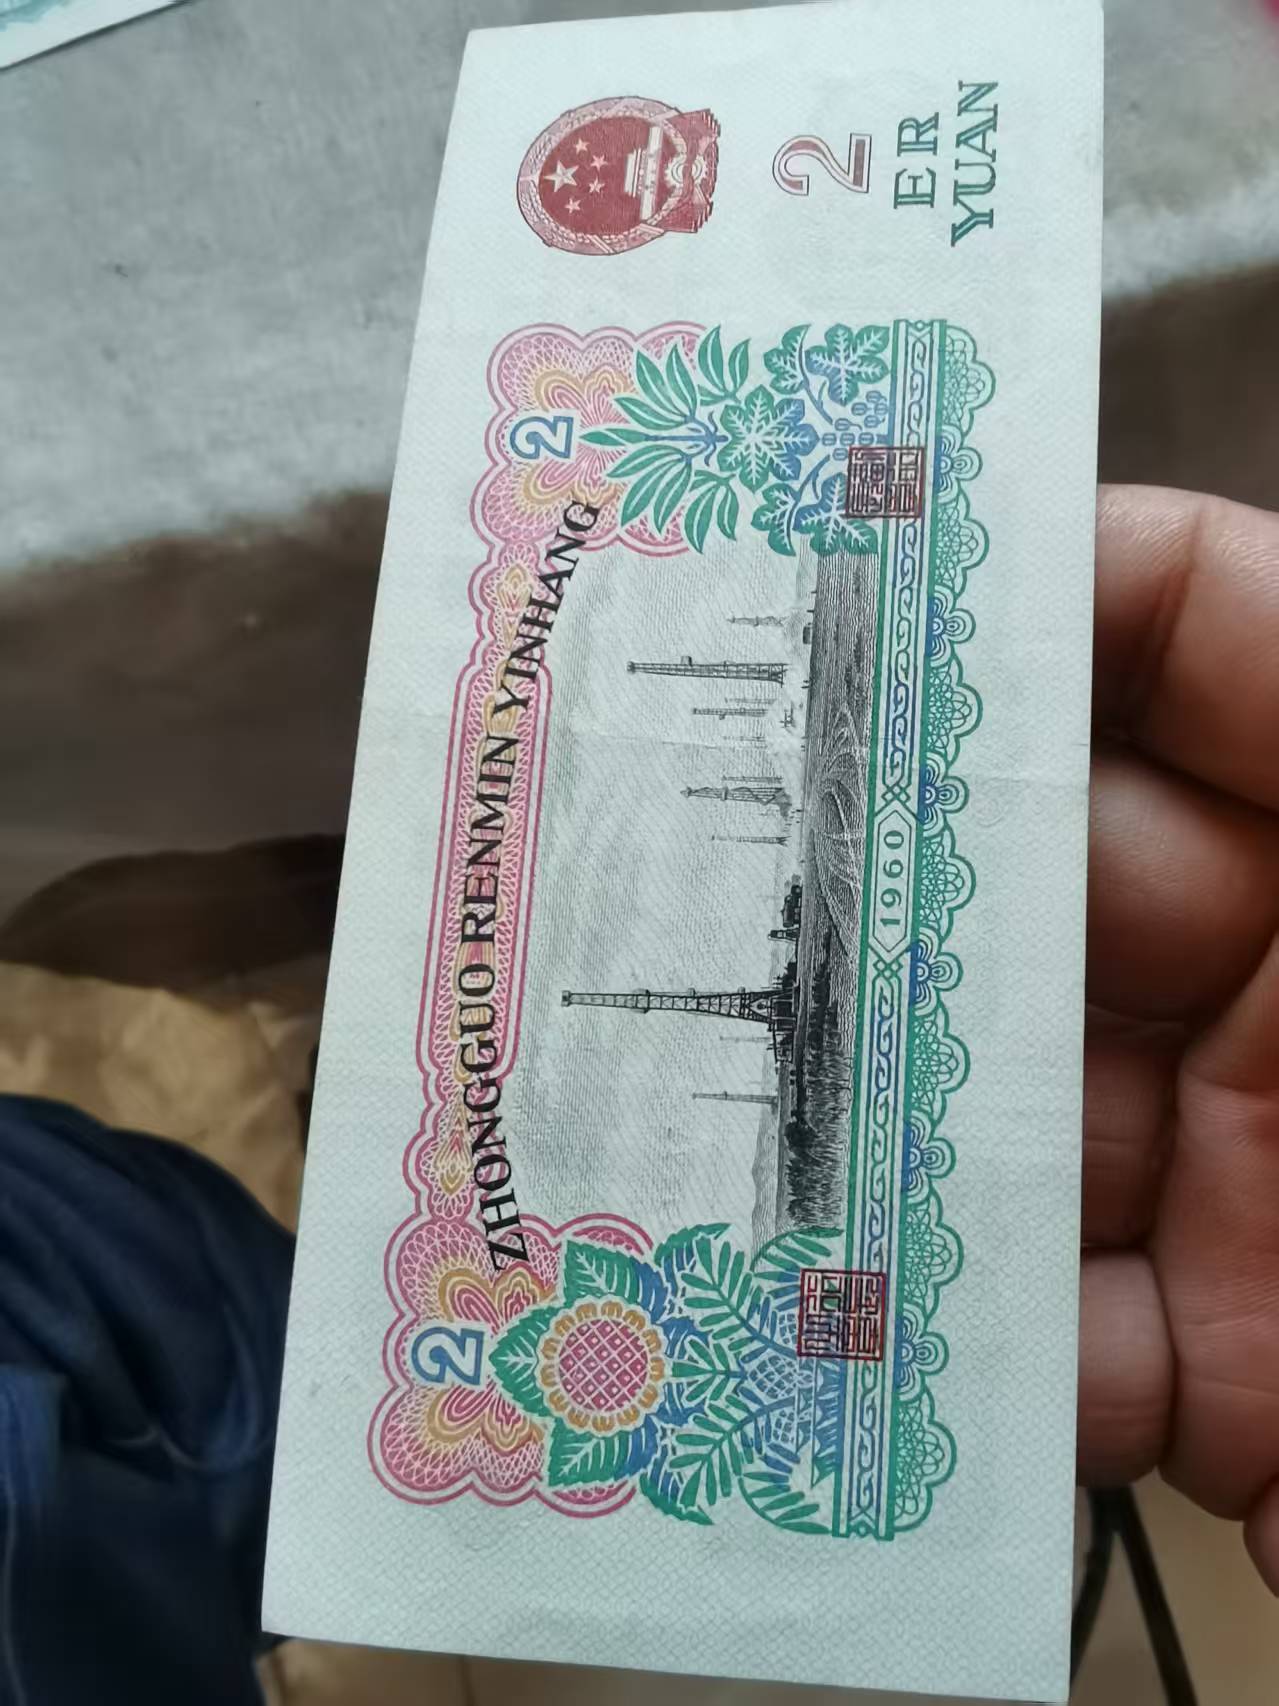 ZHONGGUO RENMIN YINHANG
2
2
2
ER
YUAN
1960